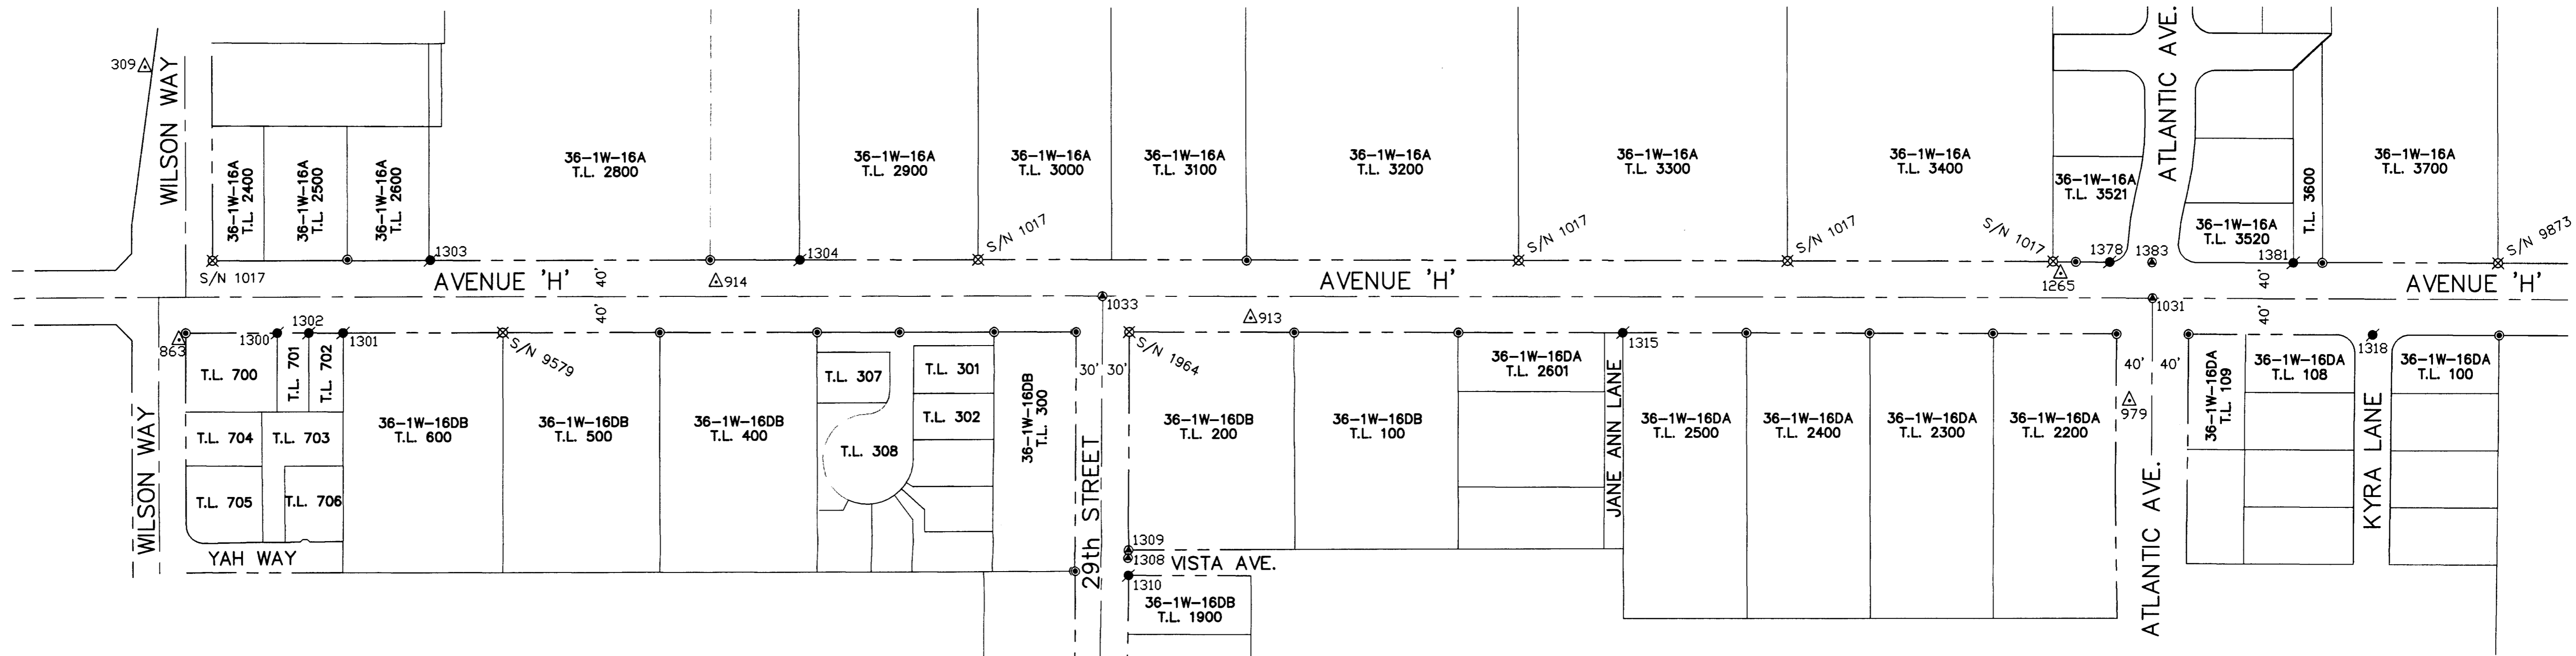 309
WILSON WAY
36-1W-16A
T.L. 2400
36-1W-16A
T.L. 2500
36-1W-16A
T.L. 2600
36-1W-16A
T.L. 2800
36-1W-16A
T.L. 2900
36-1W-16A
T.L. 3000
36-1W-16A
T.L. 3100
36-1W-16A
T.L. 3200
36-1W-16A
T.L. 3300
36-1W-16A
T.L. 3400
36-1W-16A
T.L. 3521
ATLANTIC AVE.
36-1W-16A
T.L. 3520
T.L. 3600
36-1W-16A
T.L. 3700
S/N 1017
1303
1304
S/N 1017
S/N 1017
S/N 1017
S/N 1017
1378
1383
1381
S/N 9873
AVENUE 'H'
40'
40'
914
AVENUE 'H'
1265
40'
40'
AVENUE 'H'
1033
1031
913
863
1300
1302
1301
S/N 9579
S/N 1964
1315
1318
T.L. 700
T.L. 701
T.L. 702
T.L. 704
T.L. 703
T.L. 705
T.L. 706
WILSON WAY
YAH WAY
36-1W-16DB
T.L. 600
36-1W-16DB
T.L. 500
36-1W-16DB
T.L. 400
T.L. 307
T.L. 308
T.L. 301
T.L. 302
36-1W-16DB
T.L. 300
30' 30'
29th STREET
36-1W-16DB
T.L. 200
36-1W-16DB
T.L. 100
36-1W-16DA
T.L. 2601
JANE ANN LANE
36-1W-16DA
T.L. 2500
36-1W-16DA
T.L. 2400
36-1W-16DA
T.L. 2300
36-1W-16DA
T.L. 2200
40' 40'
979
ATLANTIC AVE.
36-1W-16DA
T.L. 109
36-1W-16DA
T.L. 108
KYRA LANE
36-1W-16DA
T.L. 100
1309
1308
VISTA AVE.
1310
36-1W-16DB
T.L. 1900